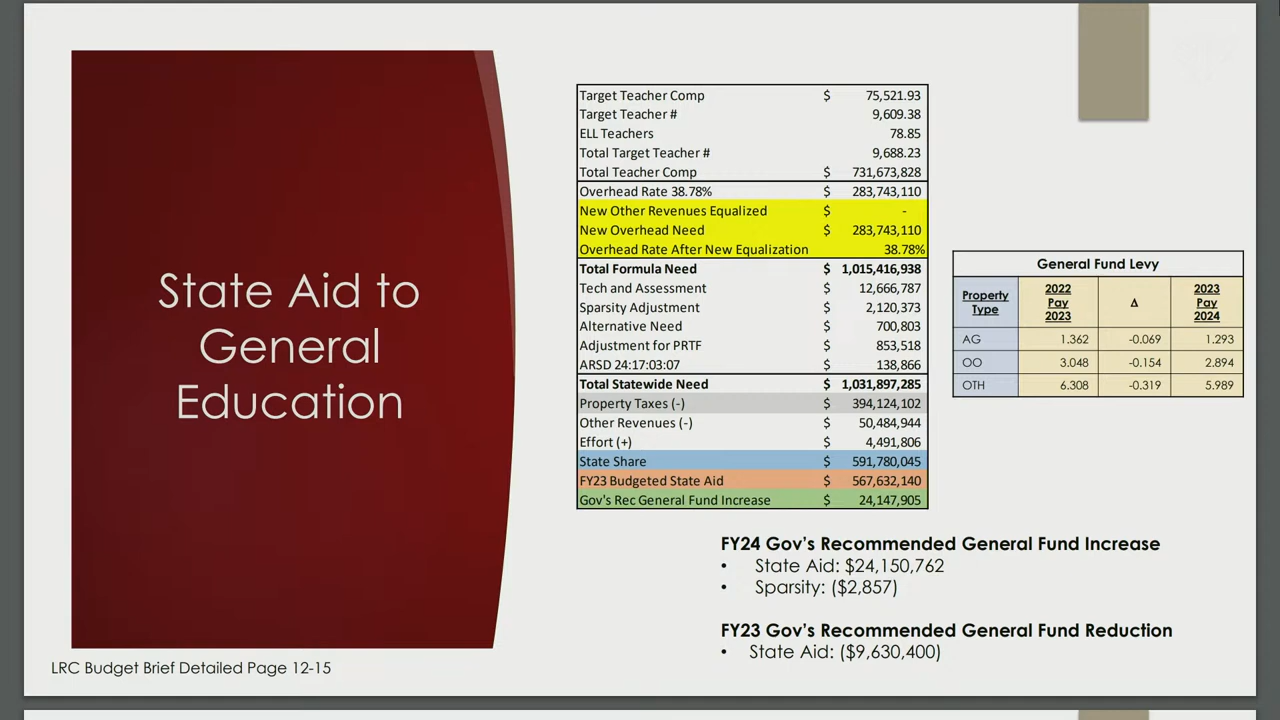 State Aid to
General
Education
LRC Budget Brief Detailed Page 12-15
Target Teacher Comp $ 75,521.93
Target Teacher # 9,609.38
ELL Teachers 78.85
Total Target Teacher # 9,688.23
Total Teacher Comp $ 731,673,828
Overhead Rate 38.78% $ 283,743,110
New Other Revenues Equalized $ -
New Overhead Need $ 283,743,110
Overhead Rate After New Equalization 38.78%
Total Formula Need $ 1,015,416,938
Tech and Assessment $ 12,666,787
Sparsity Adjustment $ 2,120,373
Alternative Need $ 700,803
Adjustment for PRTF $ 853,518
ARSD 24:17:03:07 $ 138,866
Total Statewide Need $ 1,031,897,285
Property Taxes (-) $ 394,124,102
Other Revenues (-) $ 50,484,944
Effort (+) $ 4,491,806
State Share $ 591,780,045
FY23 Budgeted State Aid $ 567,632,140
Gov's Rec General Fund Increase $ 24,147,905
General Fund Levy
Property
Type
2022
Pay
2023
Δ
2023
Pay
2024
AG 1.362 -0.069 1.293
OO 3.048 -0.154 2.894
OTH 6.308 -0.319 5.989
FY24 Gov's Recommended General Fund Increase
• State Aid: $24,150,762
• Sparsity: ($2,857)
FY23 Gov's Recommended General Fund Reduction
• State Aid: ($9,630,400)